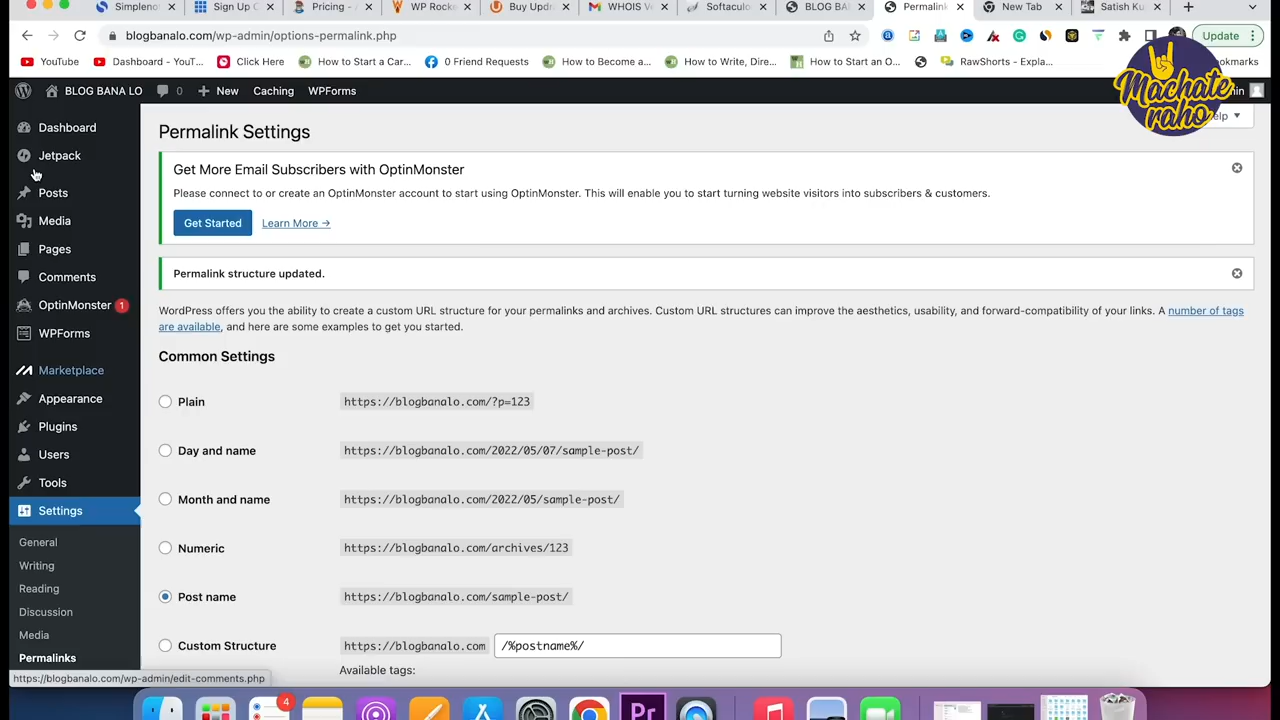 Simplenot
Sign Up C
Pricing - A
WP Rocke
Buy Upd
WHOIS Ve
Softaculo
BLOG BAN
Permalink
New Tab
Satish Ku
blogbanalo.com/wp-admin/options-permalink.php
Update
YouTube
Dashboard - YouT...
Click Here
How to Start a Car...
0 Friend Requests
How to Become a...
How to Write, Dire...
How to Start an O...
RawShorts - Expla...
Machate
raho
BLOG BANA LO
0
New
Caching
WPForms
Dashboard
Jetpack
Posts
Media
Pages
Comments
OptinMonster 1
WPForms
Marketplace
Appearance
Plugins
Users
Tools
Settings
General
Writing
Reading
Discussion
Media
Permalinks
Permalink Settings
Get More Email Subscribers with OptinMonster
Please connect to or create an OptinMonster account to start using OptinMonster. This will enable you to start turning website visitors into subscribers & customers.
Get Started
Learn More →
Permalink structure updated.
WordPress offers you the ability to create a custom URL structure for your permalinks and archives. Custom URL structures can improve the aesthetics, usability, and forward-compatibility of your links. A number of tags
are available, and here are some examples to get you started.
Common Settings
Plain https://blogbanalo.com/?p=123
Day and name https://blogbanalo.com/2022/05/07/sample-post/
Month and name https://blogbanalo.com/2022/05/sample-post/
Numeric https://blogbanalo.com/archives/123
Post name https://blogbanalo.com/sample-post/
Custom Structure https://blogbanalo.com /%postname%/
Available tags:
https://blogbanalo.com/wp-admin/edit-comments.php
4
Pr